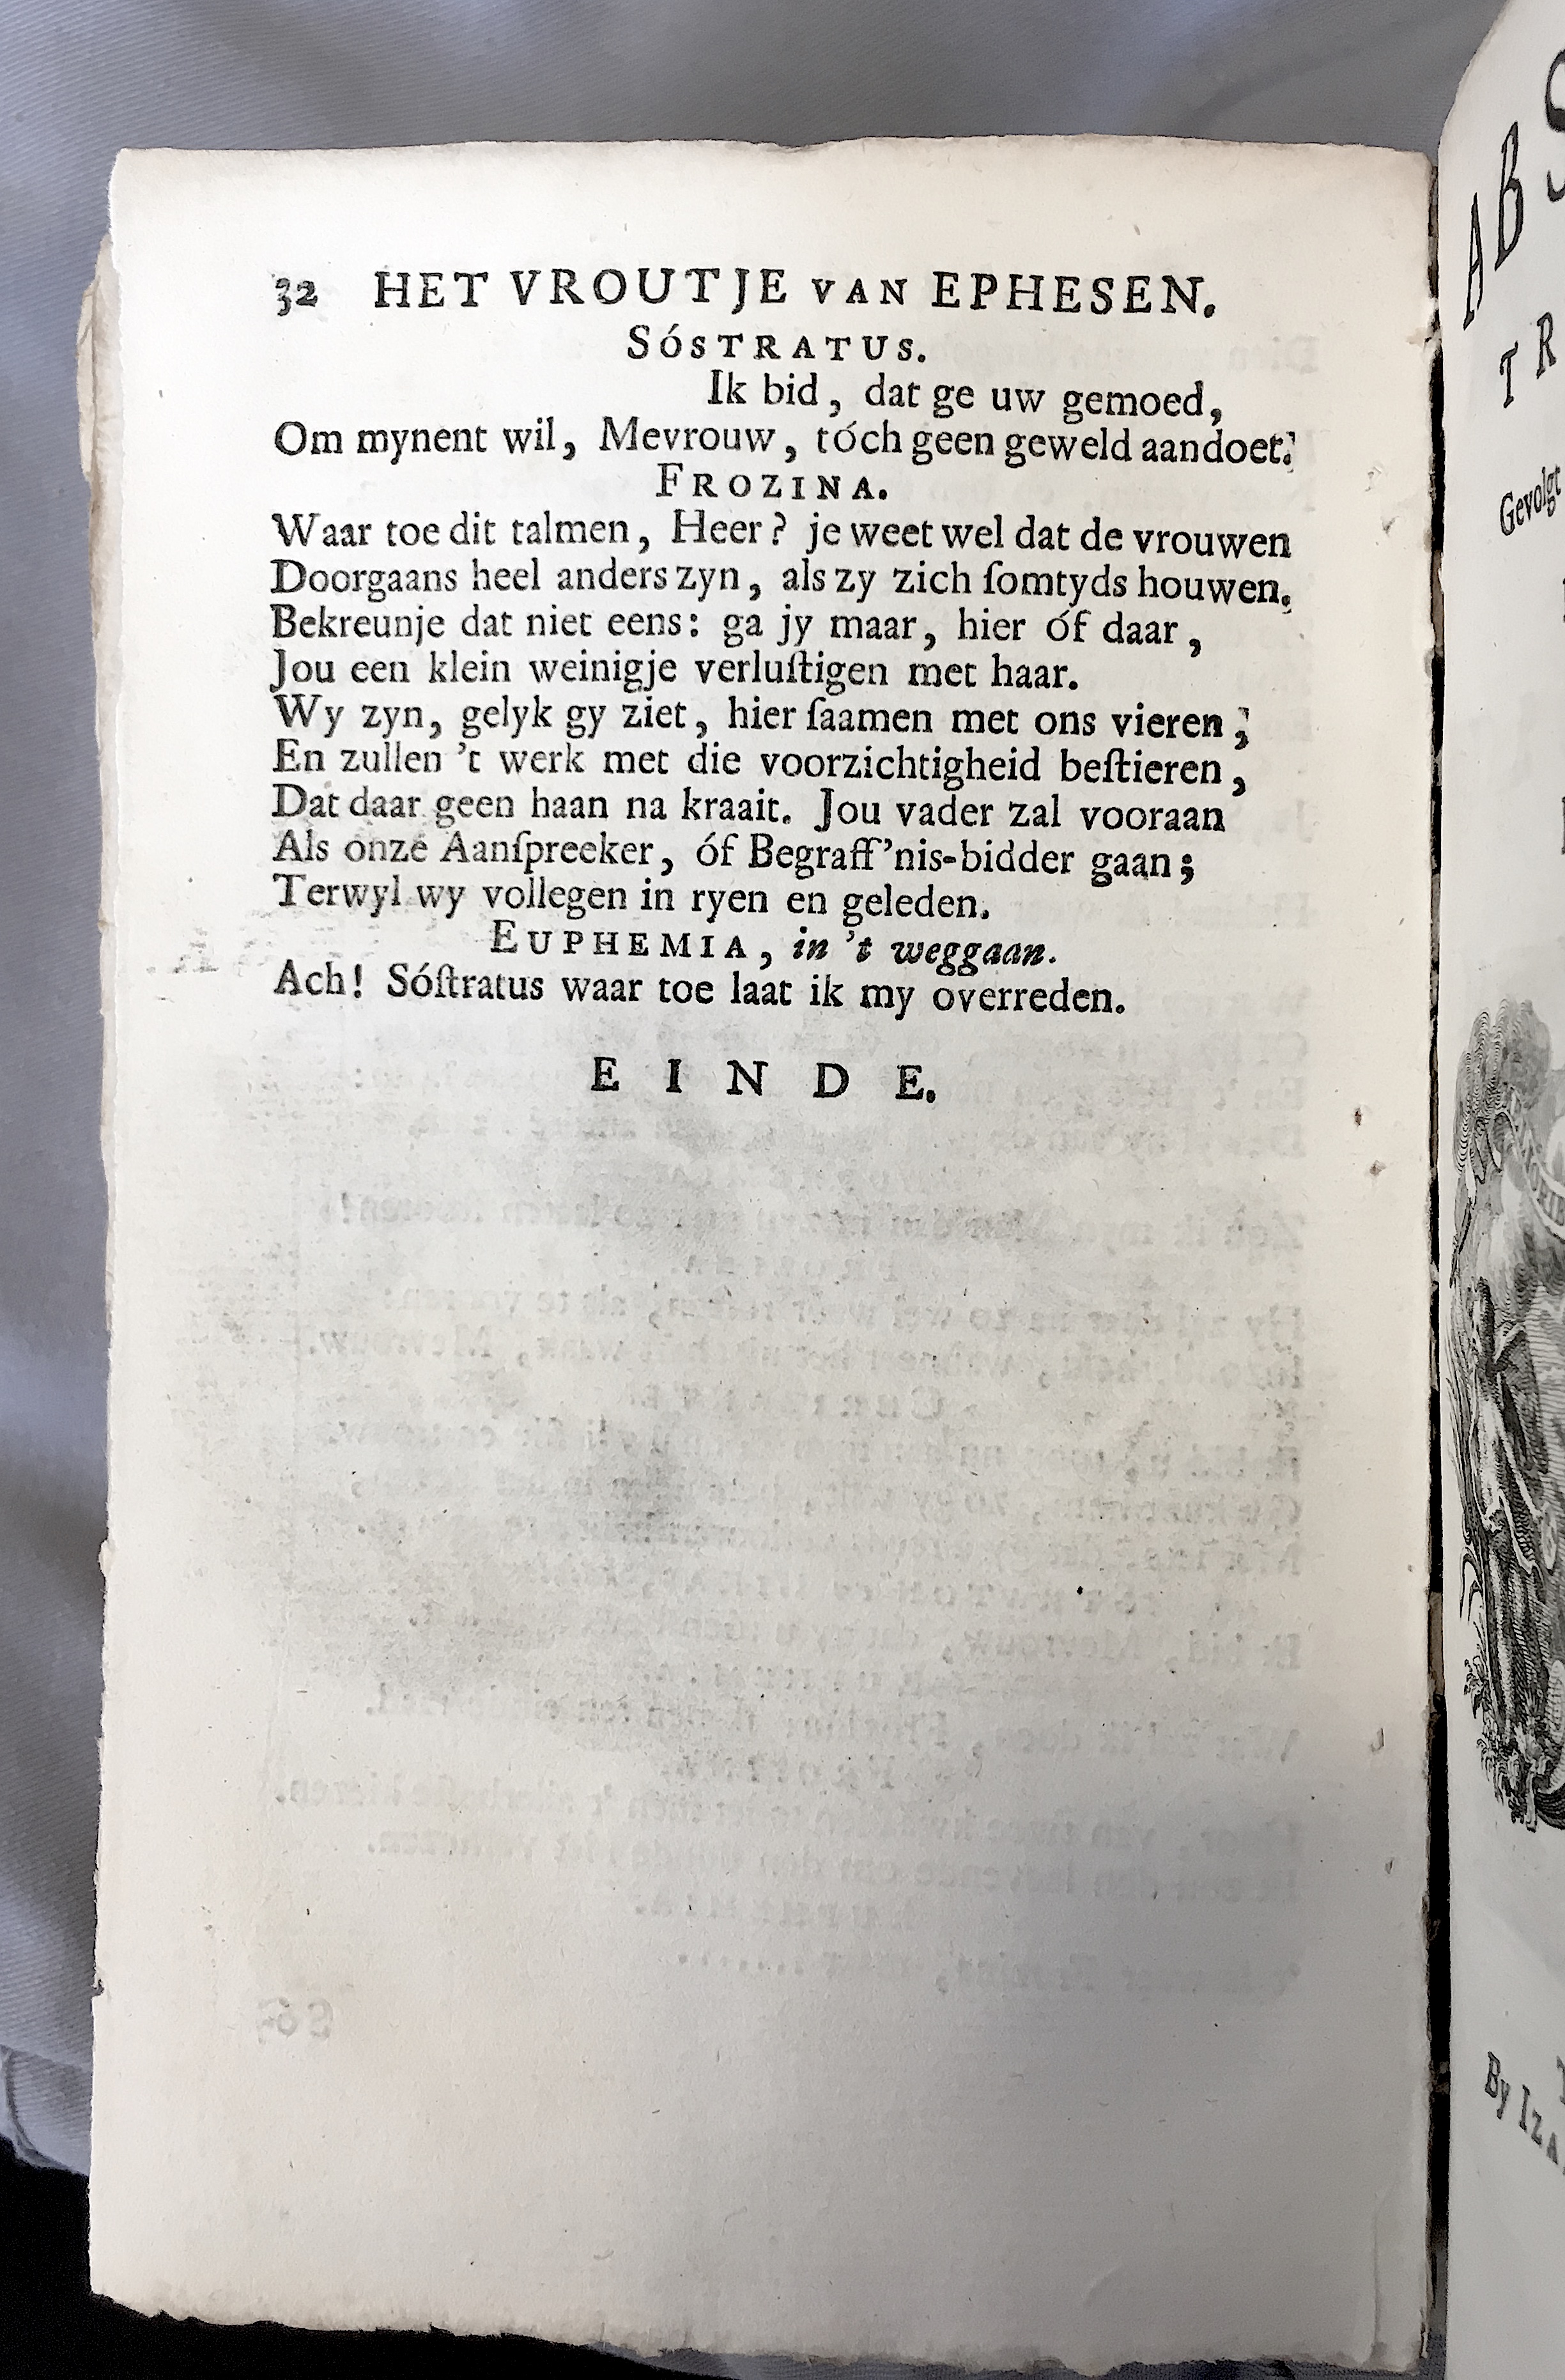 32 HET VROUTJE VAN EPHESEN.
SÓSTRATUS.
Ik bid, dat ge uw gemoed,
Om mynent wil, Mevrouw, tóch geen geweld aandoet.
FROZINA.
Waar toe dit talmen, Heer? je weet wel dat de vrouwen
Doorgaans heel anders zyn, als zy zich ſomtyds houwen.
Bekreunje dat niet eens: ga jy maar, hier óf daar,
Jou een klein weinigje verluſtigen met haar.
Wy zyn, gelyk gy ziet, hier ſaamen met ons vieren;
En zullen 't werk met die voorzichtigheid beſtieren,
Dat daar geen haan na kraait. Jou vader zal vooraan
Als onze Aanſpreeker, óf Begraff'nis-bidder gaan;
Terwyl wy vollegen in ryen en geleden.
EUPHEMIA, in 't weggaan.
Ach! Sóſtratus waar toe laat ik my overreden.
EINDE.
ABS
TR
Gevolgt
By IZA